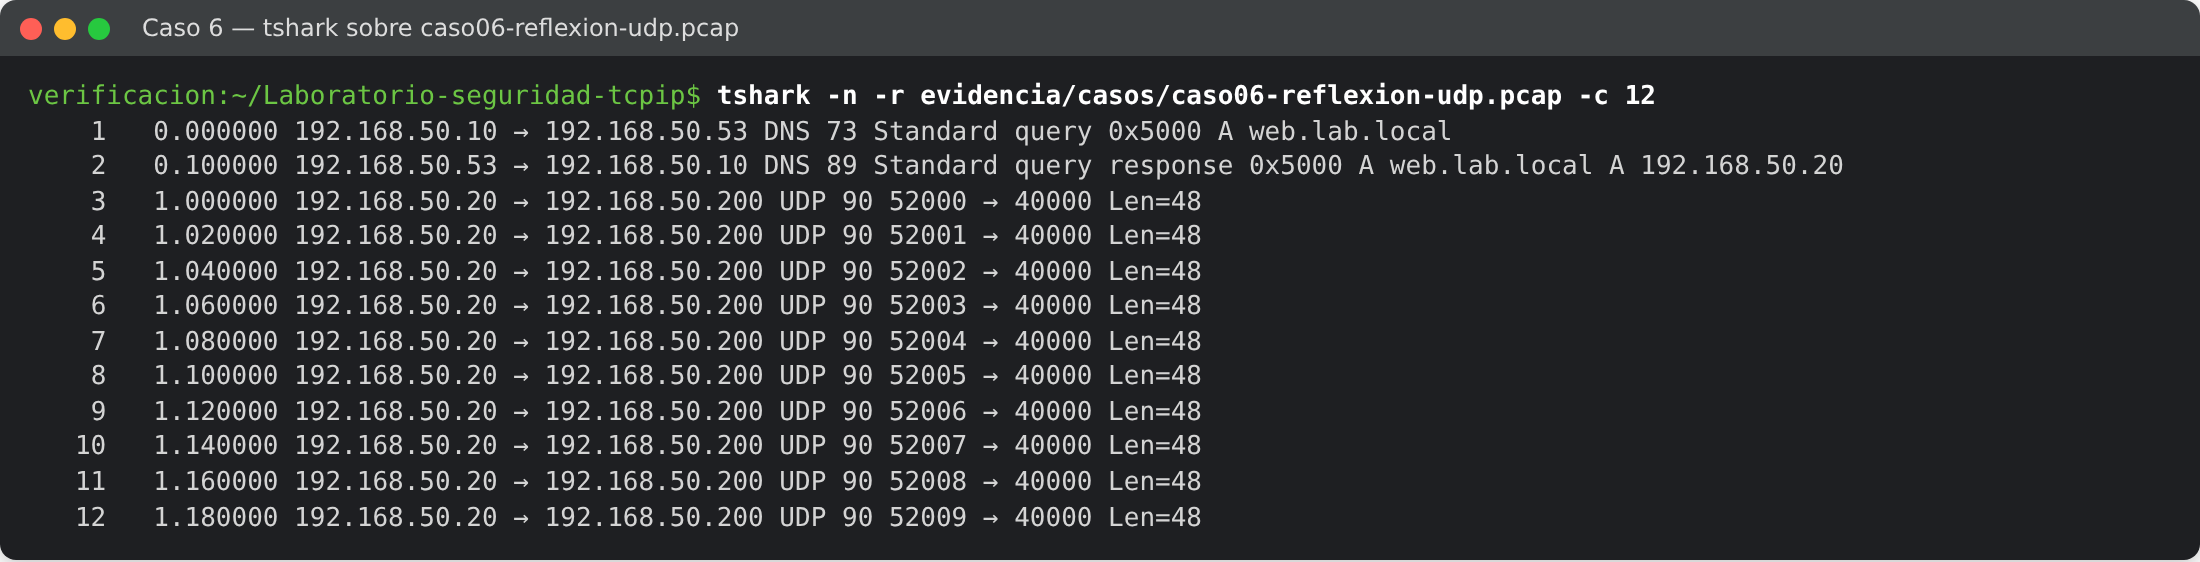 Caso 6 — tshark sobre caso06-reflexion-udp.pcap
verificacion:~/Laboratorio-seguridad-tcpip$ tshark -n -r evidencia/casos/caso06-reflexion-udp.pcap -c 12
1 0.000000 192.168.50.10 → 192.168.50.53 DNS 73 Standard query 0x5000 A web.lab.local
2 0.100000 192.168.50.53 → 192.168.50.10 DNS 89 Standard query response 0x5000 A web.lab.local A 192.168.50.20
3 1.000000 192.168.50.20 → 192.168.50.200 UDP 90 52000 → 40000 Len=48
4 1.020000 192.168.50.20 → 192.168.50.200 UDP 90 52001 → 40000 Len=48
5 1.040000 192.168.50.20 → 192.168.50.200 UDP 90 52002 → 40000 Len=48
6 1.060000 192.168.50.20 → 192.168.50.200 UDP 90 52003 → 40000 Len=48
7 1.080000 192.168.50.20 → 192.168.50.200 UDP 90 52004 → 40000 Len=48
8 1.100000 192.168.50.20 → 192.168.50.200 UDP 90 52005 → 40000 Len=48
9 1.120000 192.168.50.20 → 192.168.50.200 UDP 90 52006 → 40000 Len=48
10 1.140000 192.168.50.20 → 192.168.50.200 UDP 90 52007 → 40000 Len=48
11 1.160000 192.168.50.20 → 192.168.50.200 UDP 90 52008 → 40000 Len=48
12 1.180000 192.168.50.20 → 192.168.50.200 UDP 90 52009 → 40000 Len=48